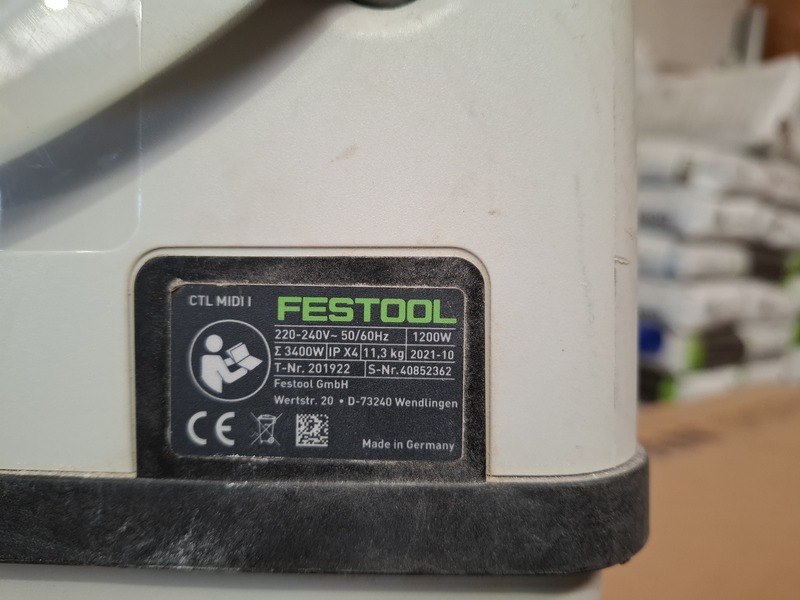 CTL MIDI I
FESTOOL
220-240V~ 50/60Hz 1200W
Σ 3400W IP X4 11,3 kg 2021-10
T-Nr. 201922 S-Nr. 40852362
Festool GmbH
Wertstr. 20 • D-73240 Wendlingen
CE
Made in Germany